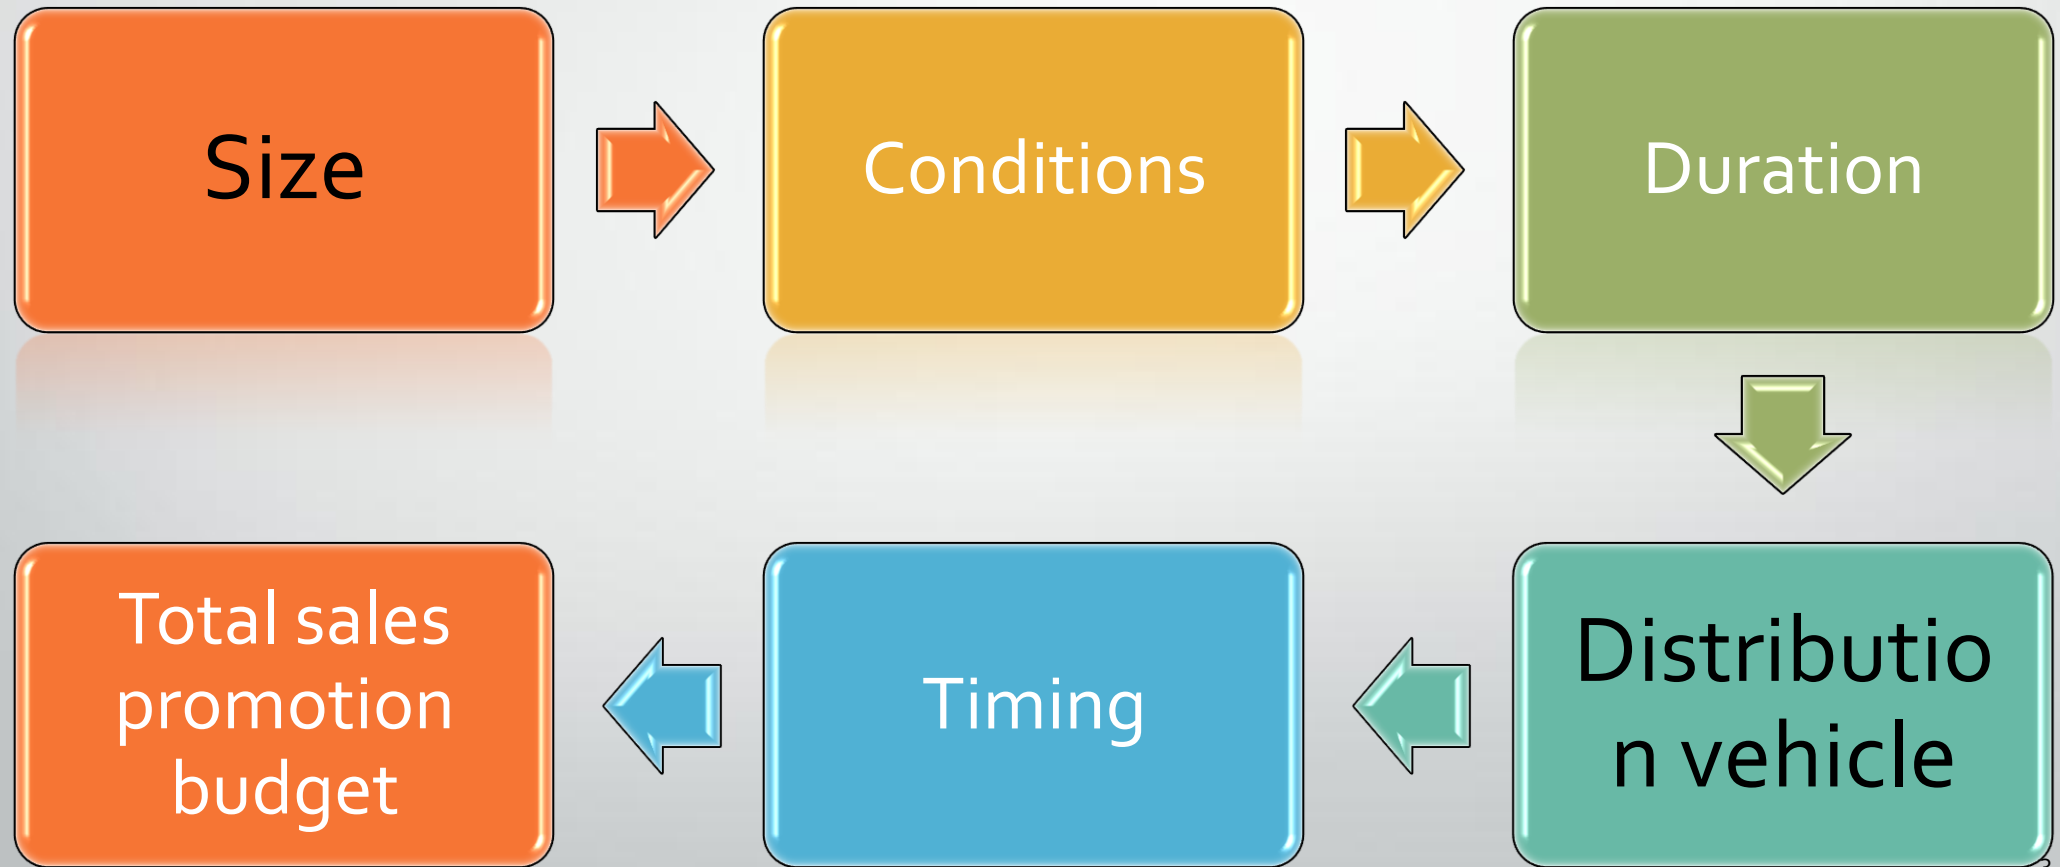 Size
Conditions
Duration
Distributio
n vehicle
Timing
Total sales
promotion
budget